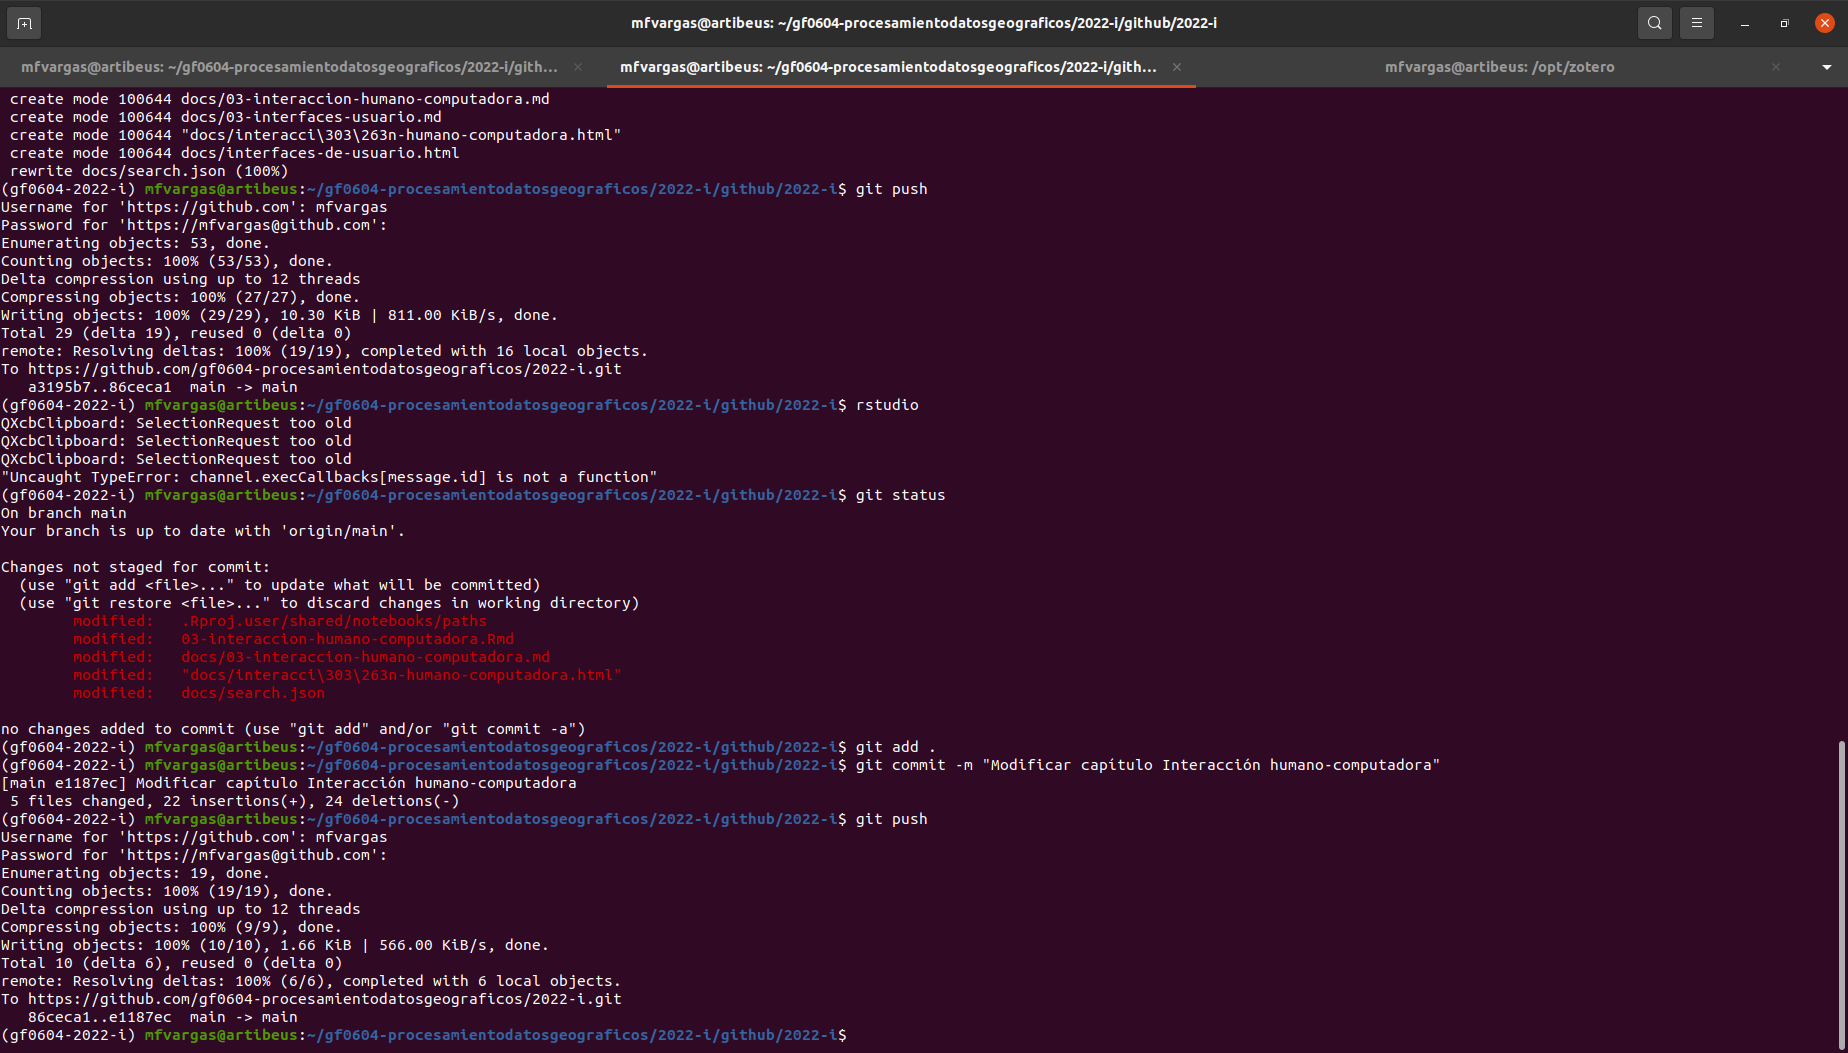 mfvargas@artibeus: ~/gf0604-procesamientodatosgeograficos/2022-i/github/2022-i
mfvargas@artibeus: ~/gf0604-procesamientodatosgeograficos/2022-i/gith...
mfvargas@artibeus: ~/gf0604-procesamientodatosgeograficos/2022-i/gith...
mfvargas@artibeus: /opt/zotero
create mode 100644 docs/03-interaccion-humano-computadora.md
create mode 100644 docs/03-interfaces-usuario.md
create mode 100644 "docs/interacci\303\263n-humano-computadora.html"
create mode 100644 docs/interfaces-de-usuario.html
rewrite docs/search.json (100%)
(gf0604-2022-i) mfvargas@artibeus:~/gf0604-procesamientodatosgeograficos/2022-i/github/2022-i$ git push
Username for 'https://github.com': mfvargas
Password for 'https://mfvargas@github.com':
Enumerating objects: 53, done.
Counting objects: 100% (53/53), done.
Delta compression using up to 12 threads
Compressing objects: 100% (27/27), done.
Writing objects: 100% (29/29), 10.30 KiB | 811.00 KiB/s, done.
Total 29 (delta 19), reused 0 (delta 0)
remote: Resolving deltas: 100% (19/19), completed with 16 local objects.
To https://github.com/gf0604-procesamientodatosgeograficos/2022-i.git
a3195b7..86ceca1  main -> main
(gf0604-2022-i) mfvargas@artibeus:~/gf0604-procesamientodatosgeograficos/2022-i/github/2022-i$ rstudio
QXcbClipboard: SelectionRequest too old
QXcbClipboard: SelectionRequest too old
QXcbClipboard: SelectionRequest too old
"Uncaught TypeError: channel.execCallbacks[message.id] is not a function"
(gf0604-2022-i) mfvargas@artibeus:~/gf0604-procesamientodatosgeograficos/2022-i/github/2022-i$ git status
On branch main
Your branch is up to date with 'origin/main'.
Changes not staged for commit:
(use "git add <file>..." to update what will be committed)
(use "git restore <file>..." to discard changes in working directory)
modified:   .Rproj.user/shared/notebooks/paths
modified:   03-interaccion-humano-computadora.Rmd
modified:   docs/03-interaccion-humano-computadora.md
modified:   "docs/interacci\303\263n-humano-computadora.html"
modified:   docs/search.json
no changes added to commit (use "git add" and/or "git commit -a")
(gf0604-2022-i) mfvargas@artibeus:~/gf0604-procesamientodatosgeograficos/2022-i/github/2022-i$ git add .
(gf0604-2022-i) mfvargas@artibeus:~/gf0604-procesamientodatosgeograficos/2022-i/github/2022-i$ git commit -m "Modificar capítulo Interacción humano-computadora"
[main e1187ec] Modificar capítulo Interacción humano-computadora
5 files changed, 22 insertions(+), 24 deletions(-)
(gf0604-2022-i) mfvargas@artibeus:~/gf0604-procesamientodatosgeograficos/2022-i/github/2022-i$ git push
Username for 'https://github.com': mfvargas
Password for 'https://mfvargas@github.com':
Enumerating objects: 19, done.
Counting objects: 100% (19/19), done.
Delta compression using up to 12 threads
Compressing objects: 100% (9/9), done.
Writing objects: 100% (10/10), 1.66 KiB | 566.00 KiB/s, done.
Total 10 (delta 6), reused 0 (delta 0)
remote: Resolving deltas: 100% (6/6), completed with 6 local objects.
To https://github.com/gf0604-procesamientodatosgeograficos/2022-i.git
86ceca1..e1187ec  main -> main
(gf0604-2022-i) mfvargas@artibeus:~/gf0604-procesamientodatosgeograficos/2022-i/github/2022-i$